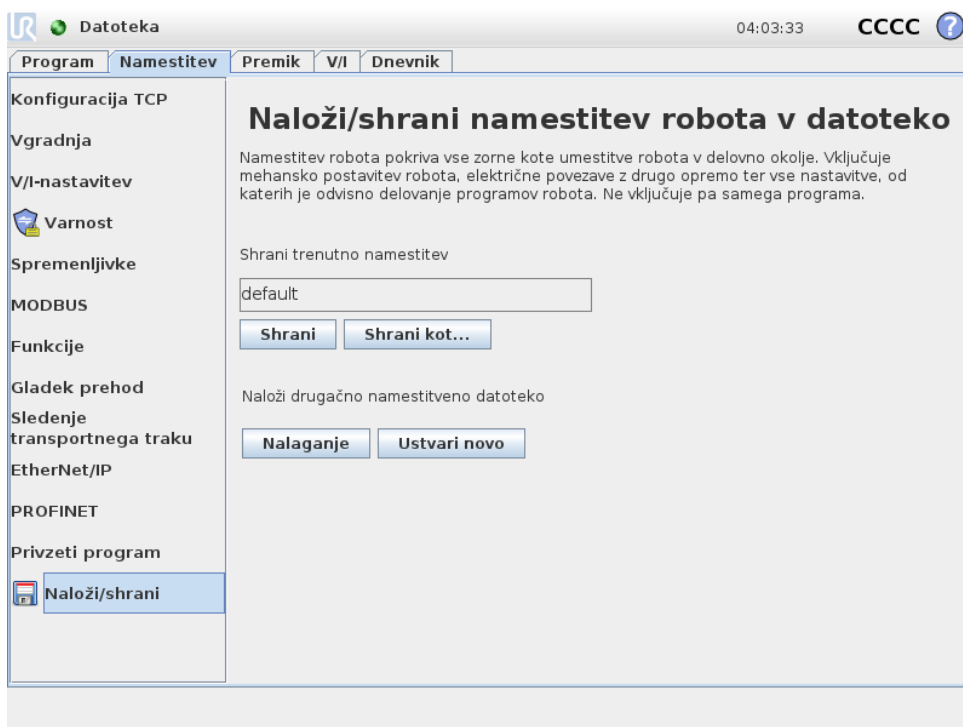 UR Datoteka 04:03:33 CCCC ?
Program Namestitev Premik V/I Dnevnik
Konfiguracija TCP
Vgradnja
V/I-nastavitev
Varnost
Spremenljivke
MODBUS
Funkcije
Gladek prehod
Sledenje
transportnega traku
EtherNet/IP
PROFINET
Privzeti program
Naloži/shrani
Naloži/shrani namestitev robota v datoteko
Namestitev robota pokriva vse zorne kote umestitve robota v delovno okolje. Vključuje
mehansko postavitev robota, električne povezave z drugo opremo ter vse nastavitve, od
katerih je odvisno delovanje programov robota. Ne vključuje pa samega programa.
Shrani trenutno namestitev
default
Shrani Shrani kot...
Naloži drugačno namestitveno datoteko
Nalaganje Ustvari novo